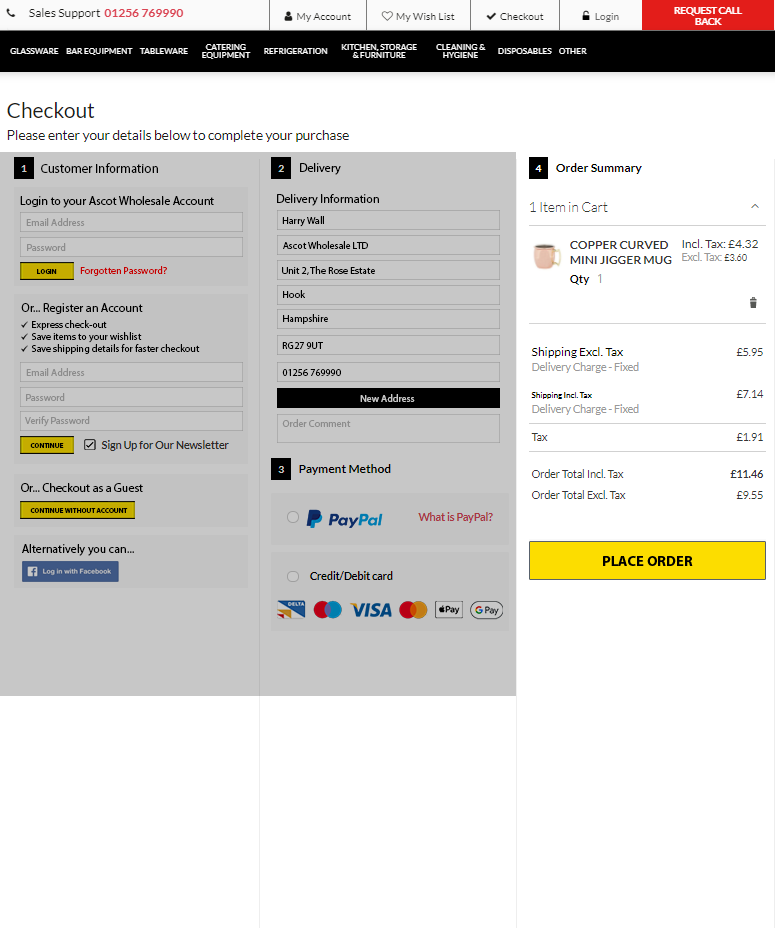 Sales Support 01256 769990
My Account
My Wish List
Checkout
Login
REQUEST CALL
BACK
GLASSWARE
BAR EQUIPMENT
TABLEWARE
CATERING
EQUIPMENT
REFRIGERATION
KITCHEN, STORAGE
& FURNITURE
CLEANING &
HYGIENE
DISPOSABLES
OTHER
Checkout
Please enter your details below to complete your purchase
1 Customer Information
Login to your Ascot Wholesale Account
Email Address
Password
LOGIN Forgotten Password?
Or... Register an Account
✓ Express check-out
✓ Save items to your wishlist
✓ Save shipping details for faster checkout
Email Address
Password
Verify Password
CONTINUE Sign Up for Our Newsletter
Or... Checkout as a Guest
CONTINUE WITHOUT ACCOUNT
Alternatively you can...
Log in with Facebook
2 Delivery
Delivery Information
Harry Wall
Ascot Wholesale LTD
Unit 2, The Rose Estate
Hook
Hampshire
RG27 9UT
01256 769990
New Address
Order Comment
3 Payment Method
PayPal What is PayPal?
Credit/Debit card
DELTA VISA Pay G Pay
4 Order Summary
1 Item in Cart
COPPER CURVED
MINI JIGGER MUG
Incl. Tax: £4.32
Excl. Tax: £3.60
Qty 1
Shipping Excl. Tax £5.95
Delivery Charge - Fixed
Shipping Incl. Tax £7.14
Delivery Charge - Fixed
Tax £1.91
Order Total Incl. Tax £11.46
Order Total Excl. Tax £9.55
PLACE ORDER